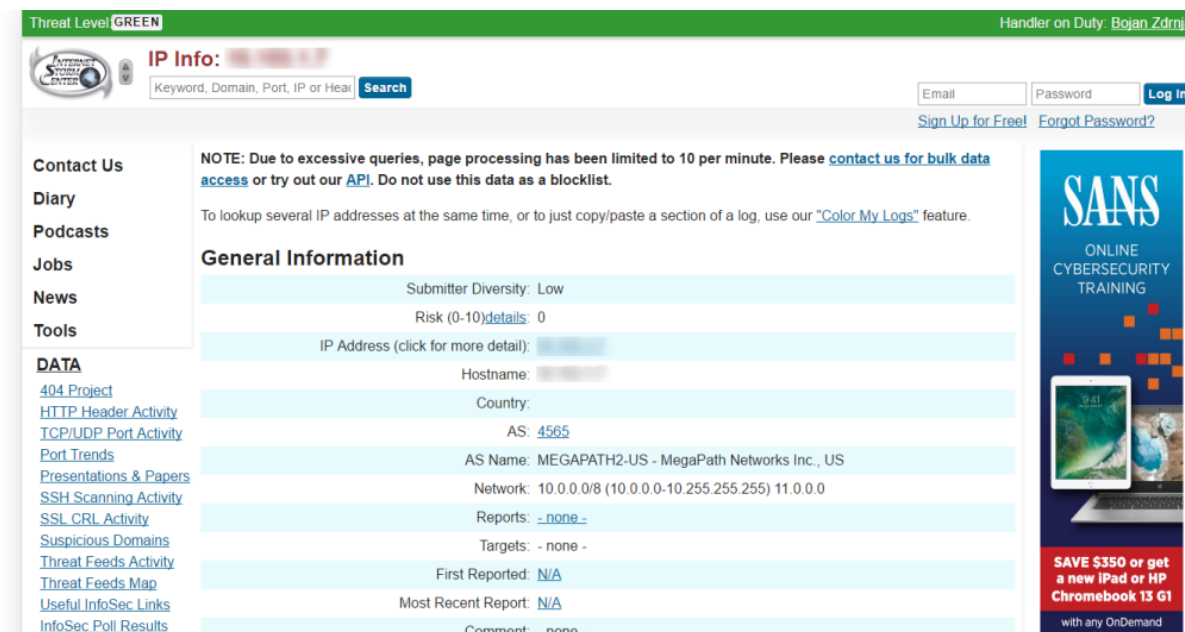 Threat Level: GREEN
Handler on Duty: Bojan Zdrnj
INTERNET
STORM
CENTER
IP Info:
Keyword, Domain, Port, IP or Head
Search
Email
Password
Log In
Sign Up for Free!
Forgot Password?
Contact Us
Diary
Podcasts
Jobs
News
Tools
DATA
404 Project
HTTP Header Activity
TCP/UDP Port Activity
Port Trends
Presentations & Papers
SSH Scanning Activity
SSL CRL Activity
Suspicious Domains
Threat Feeds Activity
Threat Feeds Map
Useful InfoSec Links
InfoSec Poll Results
NOTE: Due to excessive queries, page processing has been limited to 10 per minute. Please contact us for bulk data
access or try out our API. Do not use this data as a blocklist.
To lookup several IP addresses at the same time, or to just copy/paste a section of a log, use our "Color My Logs" feature.
General Information
Submitter Diversity: Low
Risk (0-10)details: 0
IP Address (click for more detail):
Hostname:
Country:
AS: 4565
AS Name: MEGAPATH2-US - MegaPath Networks Inc., US
Network: 10.0.0.0/8 (10.0.0.0-10.255.255.255) 11.0.0.0
Reports: - none -
Targets: - none -
First Reported: N/A
Most Recent Report: N/A
Comment: - none -
SANS
ONLINE
CYBERSECURITY
TRAINING
9:41
SAVE $350 or get
a new iPad or HP
Chromebook 13 G1
with any OnDemand